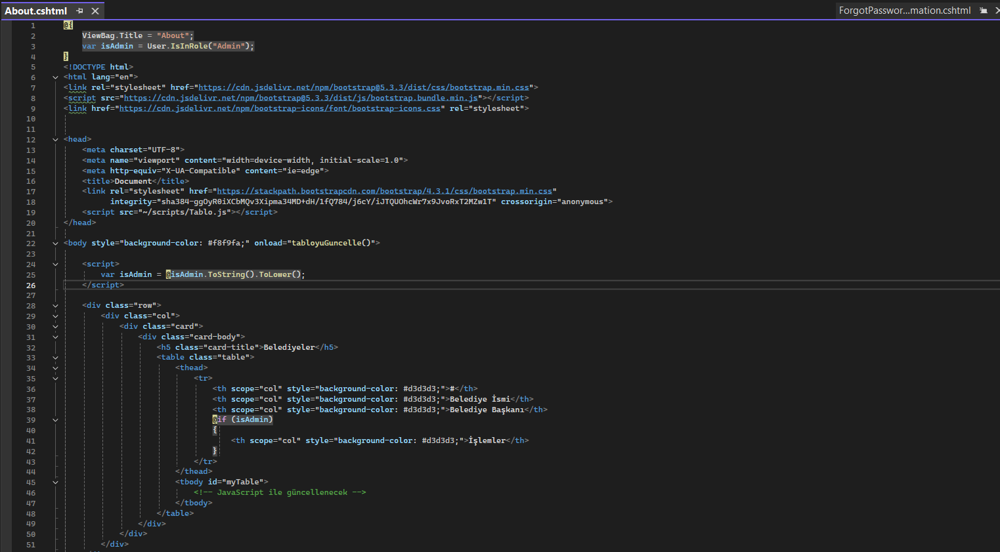 About.cshtml
ForgotPasswor...mation.cshtml
1 @{
2 ViewBag.Title = "About";
3 var isAdmin = User.IsInRole("Admin");
4 }
5 <!DOCTYPE html>
6 <html lang="en">
7 <link rel="stylesheet" href="https://cdn.jsdelivr.net/npm/bootstrap@5.3.3/dist/css/bootstrap.min.css">
8 <script src="https://cdn.jsdelivr.net/npm/bootstrap@5.3.3/dist/js/bootstrap.bundle.min.js"></script>
9 <link href="https://cdn.jsdelivr.net/npm/bootstrap-icons/font/bootstrap-icons.css" rel="stylesheet">
10
11
12 <head>
13 <meta charset="UTF-8">
14 <meta name="viewport" content="width=device-width, initial-scale=1.0">
15 <meta http-equiv="X-UA-Compatible" content="ie=edge">
16 <title>Document</title>
17 <link rel="stylesheet" href="https://stackpath.bootstrapcdn.com/bootstrap/4.3.1/css/bootstrap.min.css"
18 integrity="sha384-ggOyR0iXCbMQv3Xipma34MD+dH/1fQ784/j6cY/iJTQUOhcWr7x9JvoRxT2MZw1T" crossorigin="anonymous">
19 <script src="~/scripts/Tablo.js"></script>
20 </head>
21
22 <body style="background-color: #f8f9fa;" onload="tabloyuGuncelle()">
23
24 <script>
25 var isAdmin = @isAdmin.ToString().ToLower();
26 </script>
27
28 <div class="row">
29 <div class="col">
30 <div class="card">
31 <div class="card-body">
32 <h5 class="card-title">Belediyeler</h5>
33 <table class="table">
34 <thead>
35 <tr>
36 <th scope="col" style="background-color: #d3d3d3;">#</th>
37 <th scope="col" style="background-color: #d3d3d3;">Belediye İsmi</th>
38 <th scope="col" style="background-color: #d3d3d3;">Belediye Başkanı</th>
39 @if (isAdmin)
40 {
41 <th scope="col" style="background-color: #d3d3d3;">İşlemler</th>
42 }
43 </tr>
44 </thead>
45 <tbody id="myTable">
46 <!-- JavaScript ile güncellenecek -->
47 </tbody>
48 </table>
49 </div>
50 </div>
51 </div>